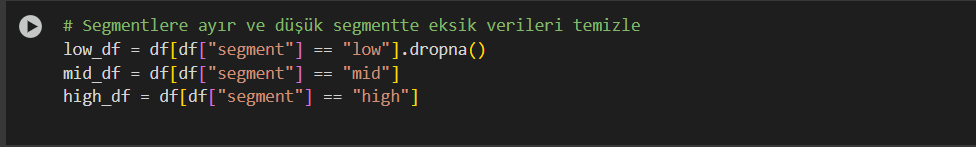 # Segmentlere ayır ve düşük segmentte eksik verileri temizle
low_df = df[df["segment"] == "low"].dropna()
mid_df = df[df["segment"] == "mid"]
high_df = df[df["segment"] == "high"]